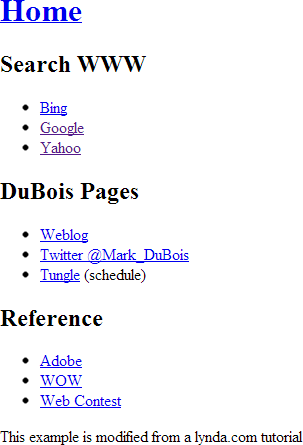 Home
Search WWW
Bing
Google
Yahoo
DuBois Pages
Weblog
Twitter @Mark_DuBois
Tungle (schedule)
Reference
Adobe
WOW
Web Contest
This example is modified from a lynda.com tutorial